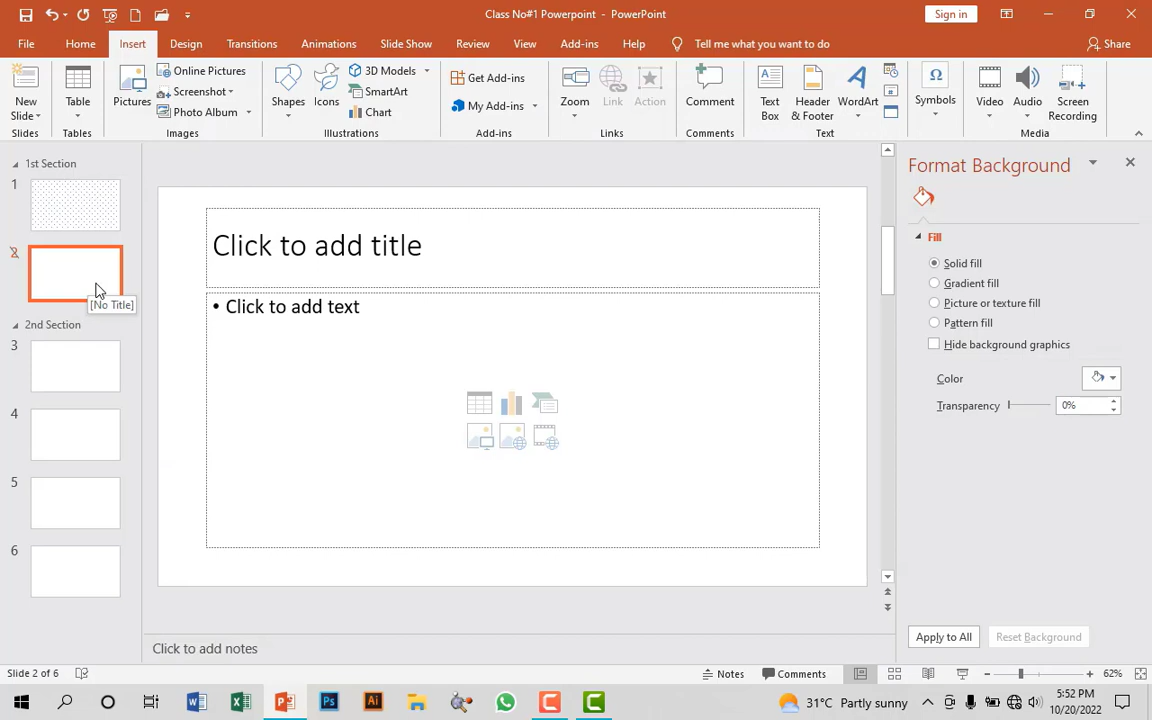 Class No#1 Powerpoint - PowerPoint
Sign in
File
Home
Insert
Design
Transitions
Animations
Slide Show
Review
View
Add-ins
Help
Tell me what you want to do
Share
New
Slide
Slides
Table
Tables
Pictures
Online Pictures
Screenshot
Photo Album
Images
Shapes
Icons
3D Models
SmartArt
Chart
Illustrations
Get Add-ins
My Add-ins
Add-ins
Zoom
Link
Action
Links
Comment
Comments
Text
Box
Header
& Footer
WordArt
Text
Symbols
Video
Audio
Screen
Recording
Media
1st Section
1
2
[No Title]
2nd Section
3
4
5
6
Click to add title
• Click to add text
Click to add notes
Format Background
Fill
Solid fill
Gradient fill
Picture or texture fill
Pattern fill
Hide background graphics
Color
Transparency
0%
Apply to All
Reset Background
Slide 2 of 6
Notes
Comments
62%
31°C Partly sunny
5:52 PM
10/20/2022